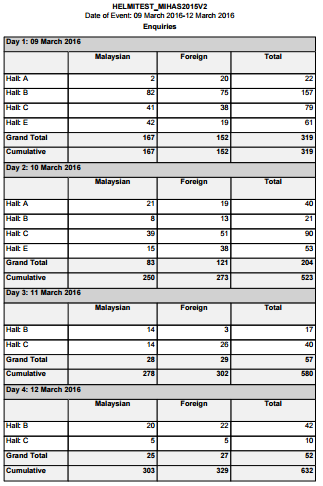 HELMITEST_MIHAS2015V2
Date of Event: 09 March 2016-12 March 2016
Enquiries
Day 1: 09 March 2016
Malaysian Foreign Total
Hall: A 2 20 22
Hall: B 82 75 157
Hall: C 41 38 79
Hall: E 42 19 61
Grand Total 167 152 319
Cumulative 167 152 319
Day 2: 10 March 2016
Malaysian Foreign Total
Hall: A 21 19 40
Hall: B 8 13 21
Hall: C 39 51 90
Hall: E 15 38 53
Grand Total 83 121 204
Cumulative 250 273 523
Day 3: 11 March 2016
Malaysian Foreign Total
Hall: B 14 3 17
Hall: C 14 26 40
Grand Total 28 29 57
Cumulative 278 302 580
Day 4: 12 March 2016
Malaysian Foreign Total
Hall: B 20 22 42
Hall: C 5 5 10
Grand Total 25 27 52
Cumulative 303 329 632